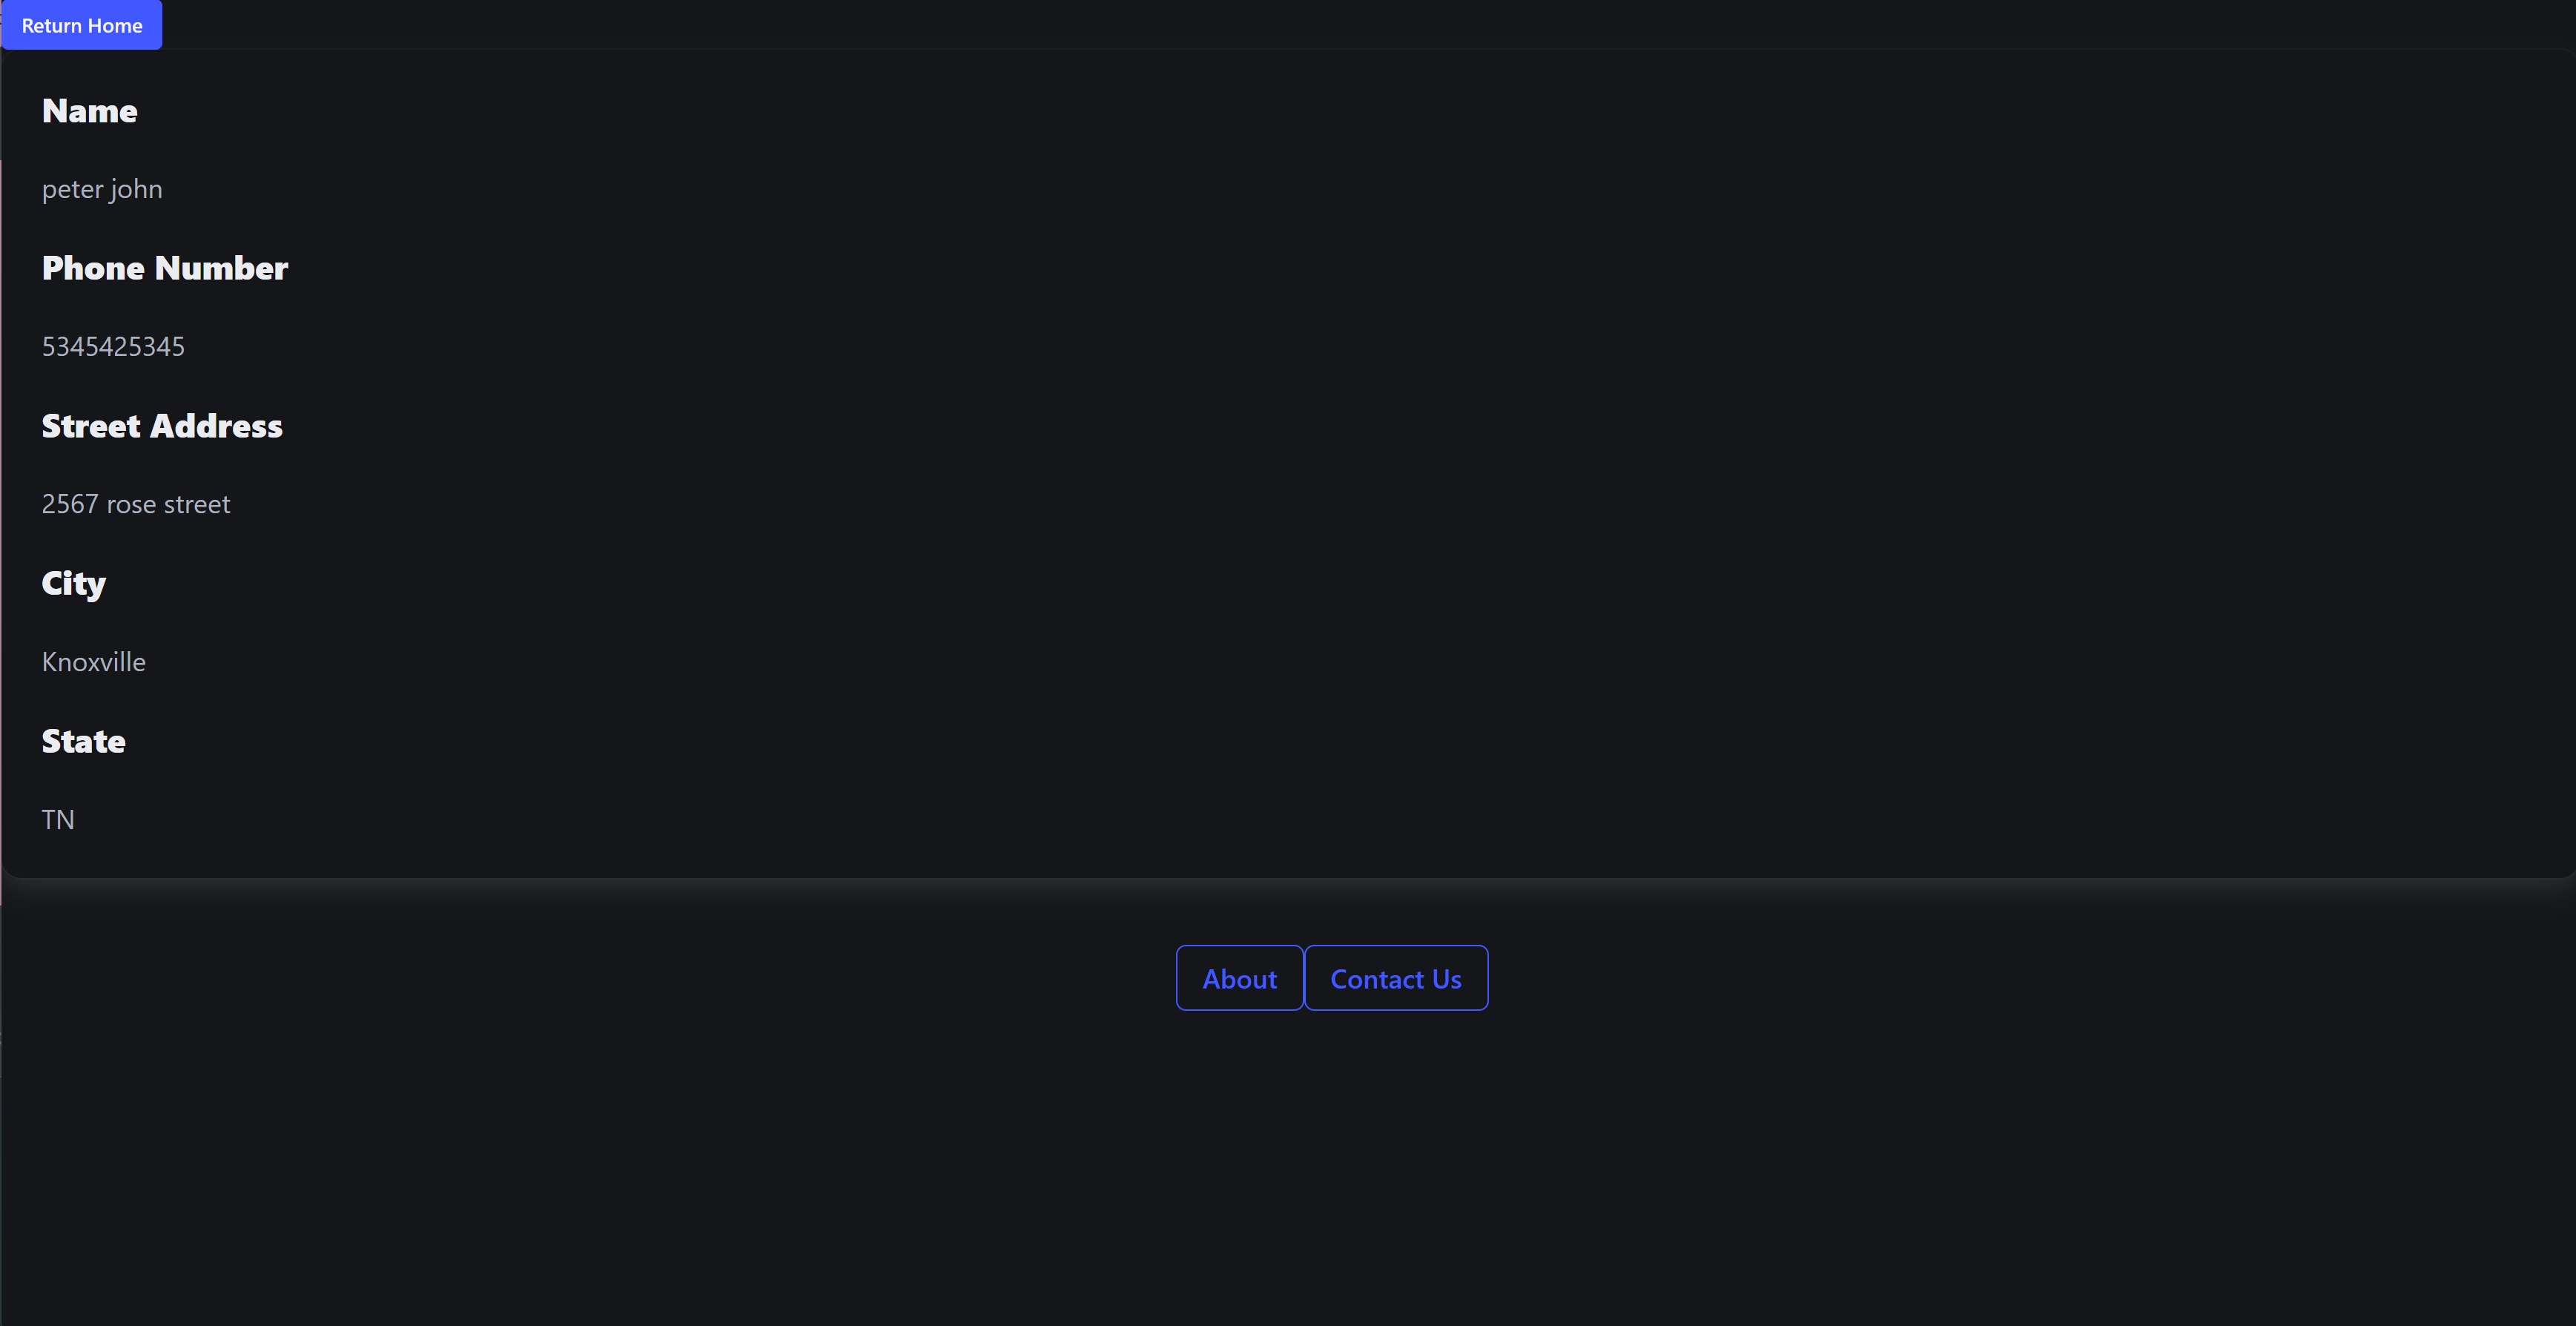 Return Home
Name
peter john
Phone Number
5345425345
Street Address
2567 rose street
City
Knoxville
State
TN
About Contact Us